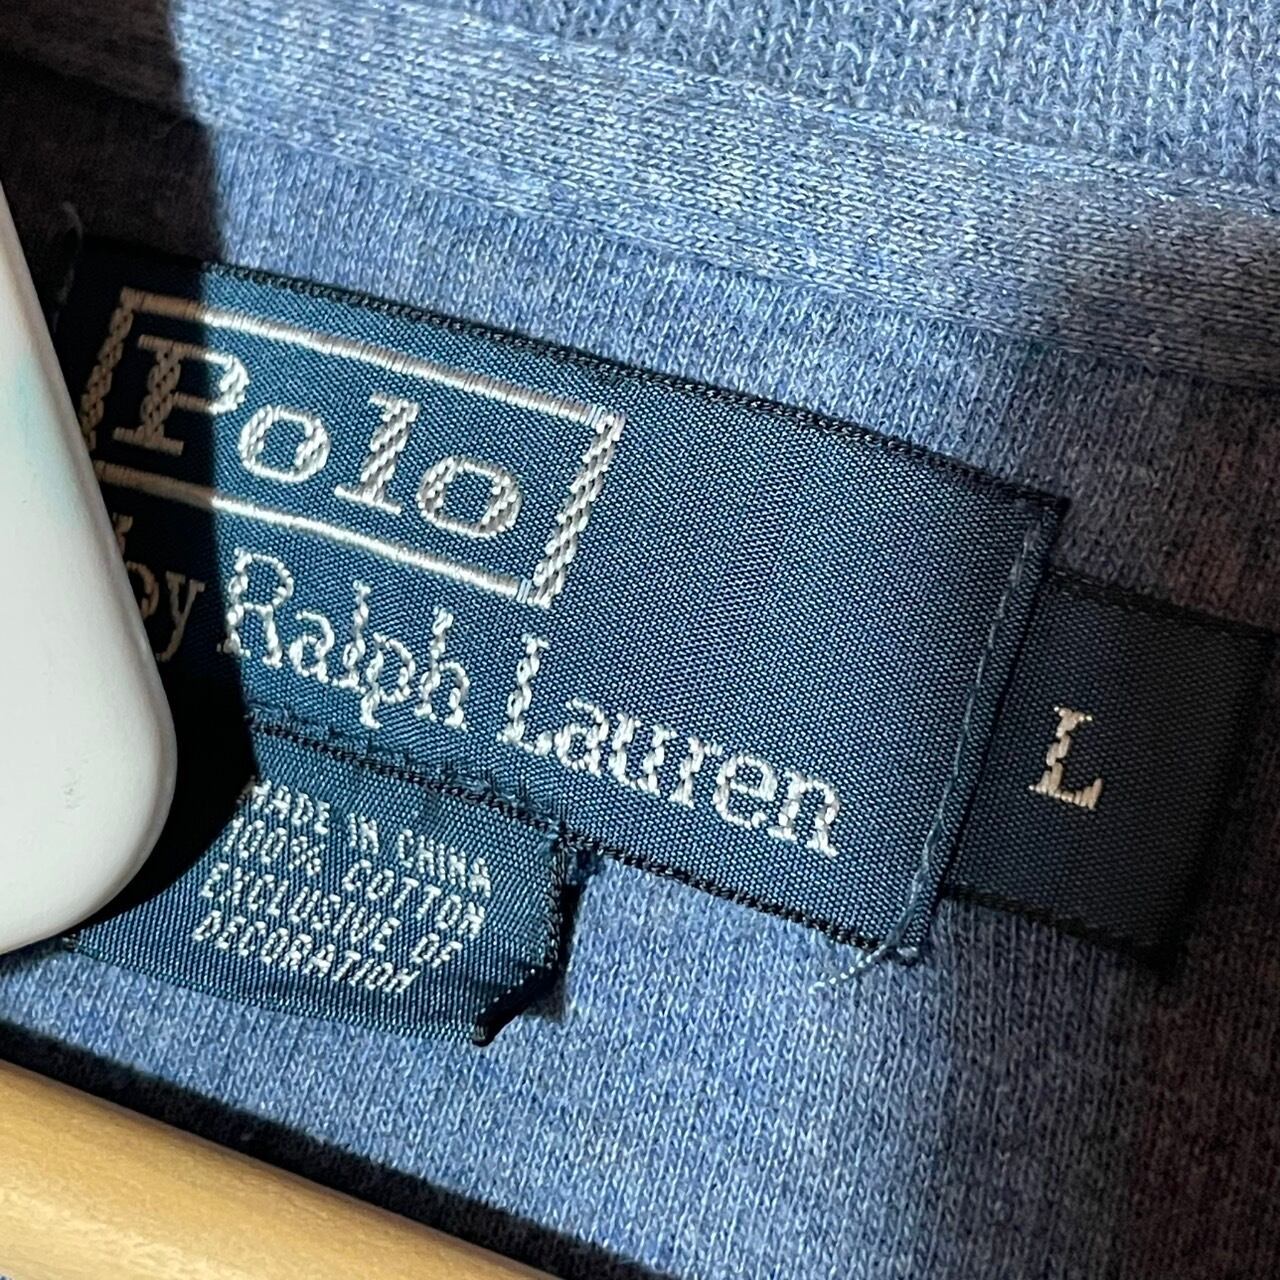 Polo
by Ralph Lauren
L
MADE IN CHINA
100% COTTON
EXCLUSIVE OF
DECORATION